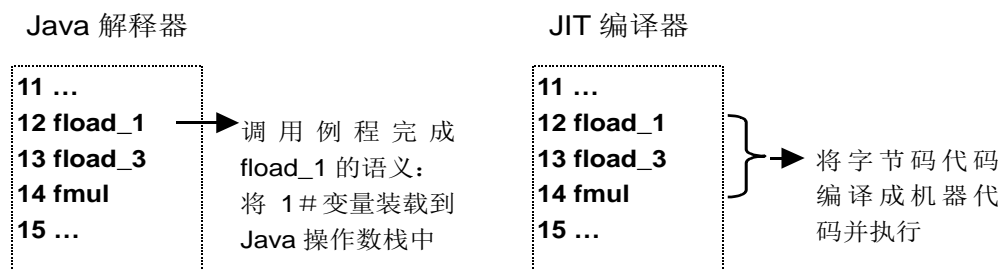 Java 解释器
11 …
12 fload_1
13 fload_3
14 fmul
15 …
调用例程完成
fload_1 的语义：
将 1＃变量装载到
Java 操作数栈中
JIT 编译器
11 …
12 fload_1
13 fload_3
14 fmul
15 …
将字节码代码
编译成机器代
码并执行